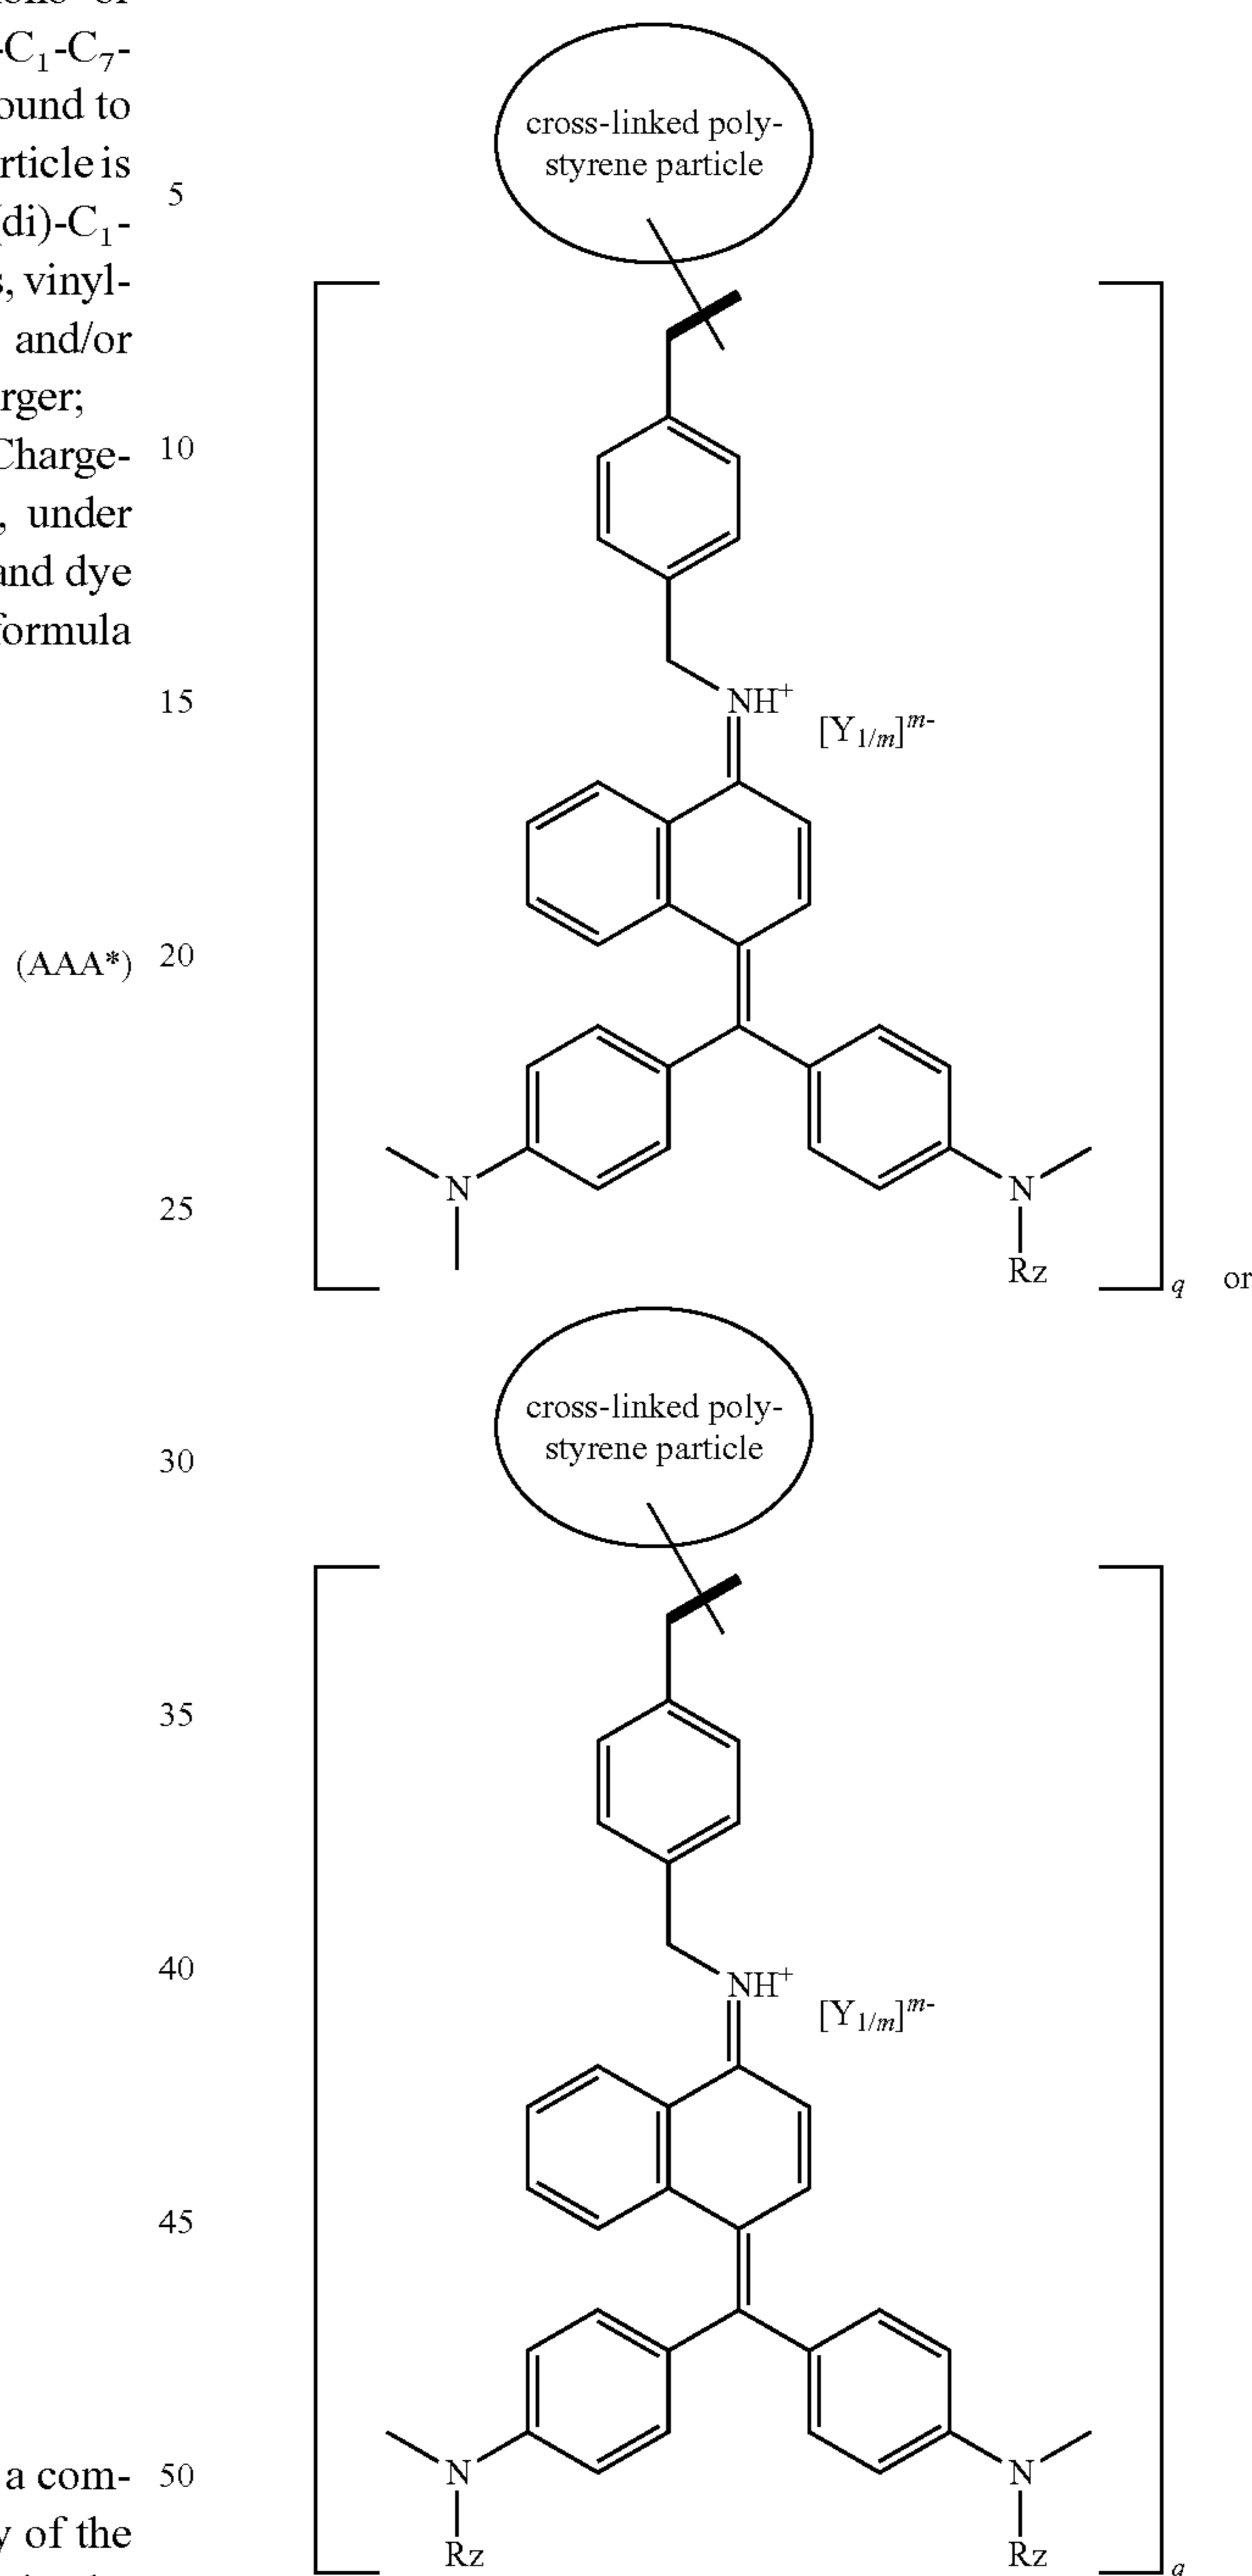 -C1-C7-
ound to
rticle is
(di)-C1-
s, vinyl-
and/or
rger;
Charge-
, under
and dye
formula
(AAA*)
a com-
y of the
5
10
15
20
25
30
35
40
45
50
cross-linked poly-
styrene particle
NH+
[Y1/m]m-
N
N
Rz
q or
cross-linked poly-
styrene particle
NH+
[Y1/m]m-
N
N
Rz
Rz
q